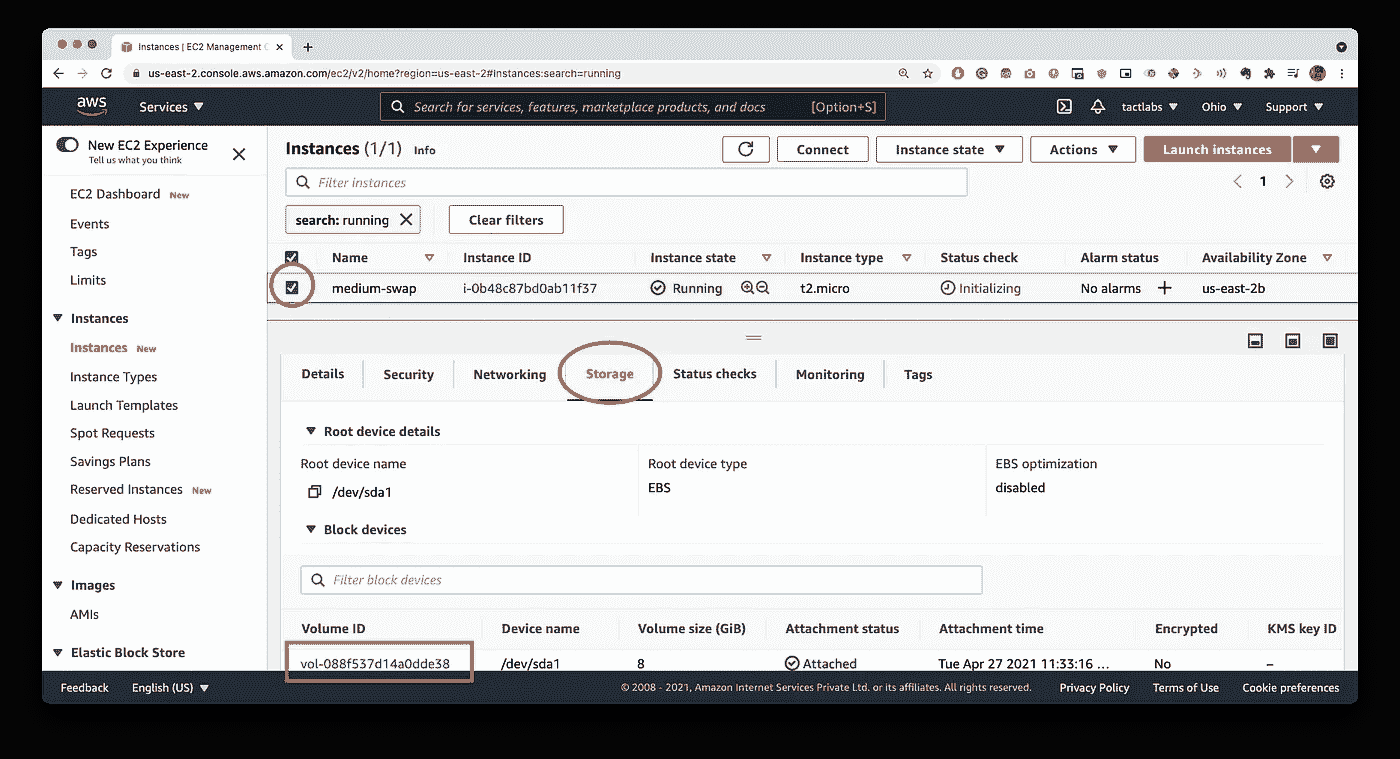 Instances | EC2 Management
us-east-2.console.aws.amazon.com/ec2/v2/home?region=us-east-2#Instances:search=running
aws Services Search for services, features, marketplace products, and docs [Option+S] tactlabs Ohio Support
New EC2 Experience
Tell us what you think
EC2 Dashboard New
Events
Tags
Limits
Instances
Instances New
Instance Types
Launch Templates
Spot Requests
Savings Plans
Reserved Instances New
Dedicated Hosts
Capacity Reservations
Images
AMIs
Elastic Block Store
Instances (1/1) Info Connect Instance state Actions Launch instances
Filter instances 1
search: running Clear filters
Name Instance ID Instance state Instance type Status check Alarm status Availability Zone
medium-swap i-0b48c87bd0ab11f37 Running t2.micro Initializing No alarms us-east-2b
Details Security Networking Storage Status checks Monitoring Tags
Root device details
Root device name Root device type EBS optimization
/dev/sda1 EBS disabled
Block devices
Filter block devices
Volume ID Device name Volume size (GiB) Attachment status Attachment time Encrypted KMS key ID
vol-088f537d14a0dde38 /dev/sda1 8 Attached Tue Apr 27 2021 11:33:16 ... No –
Feedback English (US) © 2008 - 2021, Amazon Internet Services Private Ltd. or its affiliates. All rights reserved. Privacy Policy Terms of Use Cookie preferences